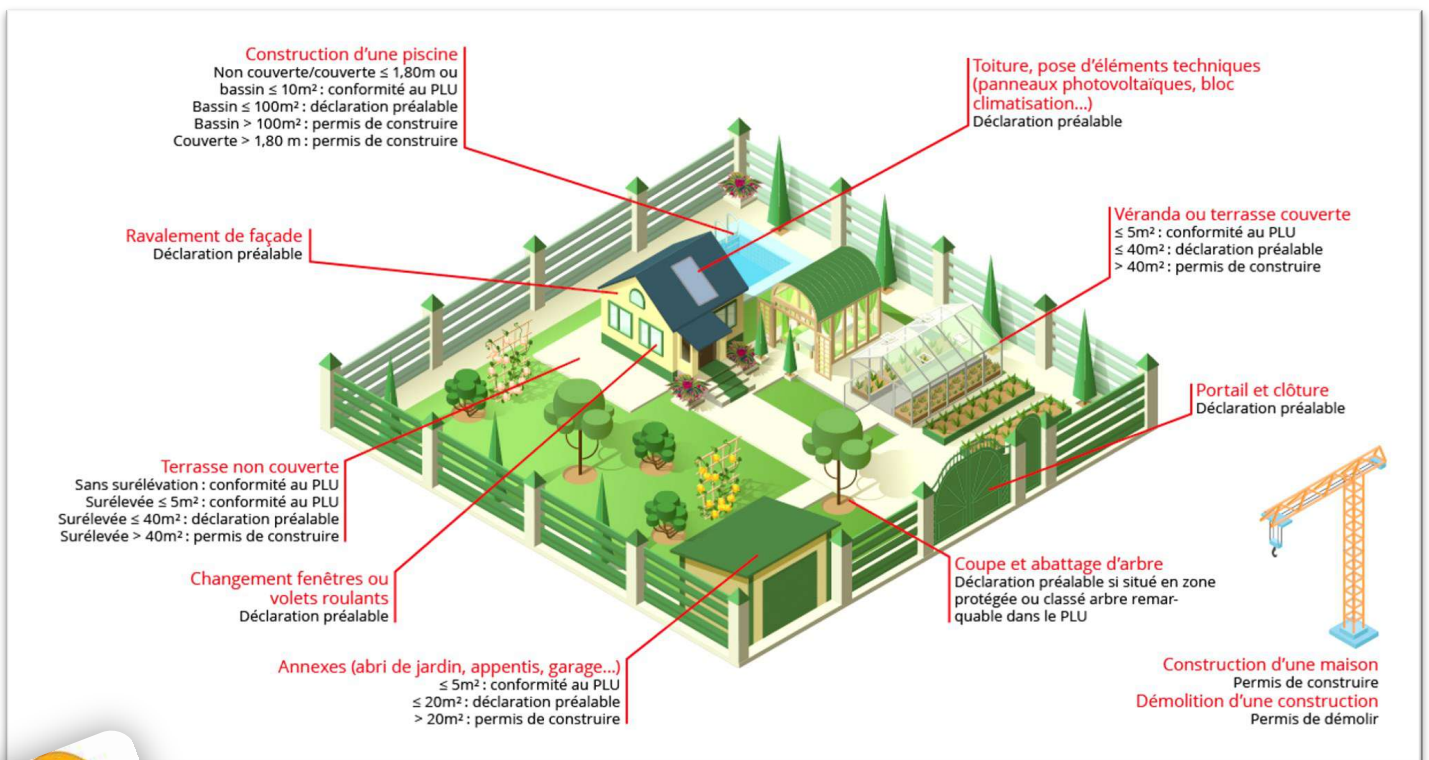 Construction d'une piscine
Non couverte/couverte ≤ 1,80m ou
bassin ≤ 10m² : conformité au PLU
Bassin ≤ 100m² : déclaration préalable
Bassin > 100m² : permis de construire
Couverte > 1,80 m : permis de construire
Toiture, pose d'éléments techniques
(panneaux photovoltaïques, bloc
climatisation...)
Déclaration préalable
Ravalement de façade
Déclaration préalable
Véranda ou terrasse couverte
≤ 5m² : conformité au PLU
≤ 40m² : déclaration préalable
> 40m² : permis de construire
Portail et clôture
Déclaration préalable
Terrasse non couverte
Sans surélévation : conformité au PLU
Surélevée ≤ 5m² : conformité au PLU
Surélevée ≤ 40m² : déclaration préalable
Surélevée > 40m² : permis de construire
Changement fenêtres ou
volets roulants
Déclaration préalable
Coupe et abattage d'arbre
Déclaration préalable si situé en zone
protégée ou classé arbre remar-
quable dans le PLU
Annexes (abri de jardin, appentis, garage...)
≤ 5m² : conformité au PLU
≤ 20m² : déclaration préalable
> 20m² : permis de construire
Construction d'une maison
Permis de construire
Démolition d'une construction
Permis de démolir